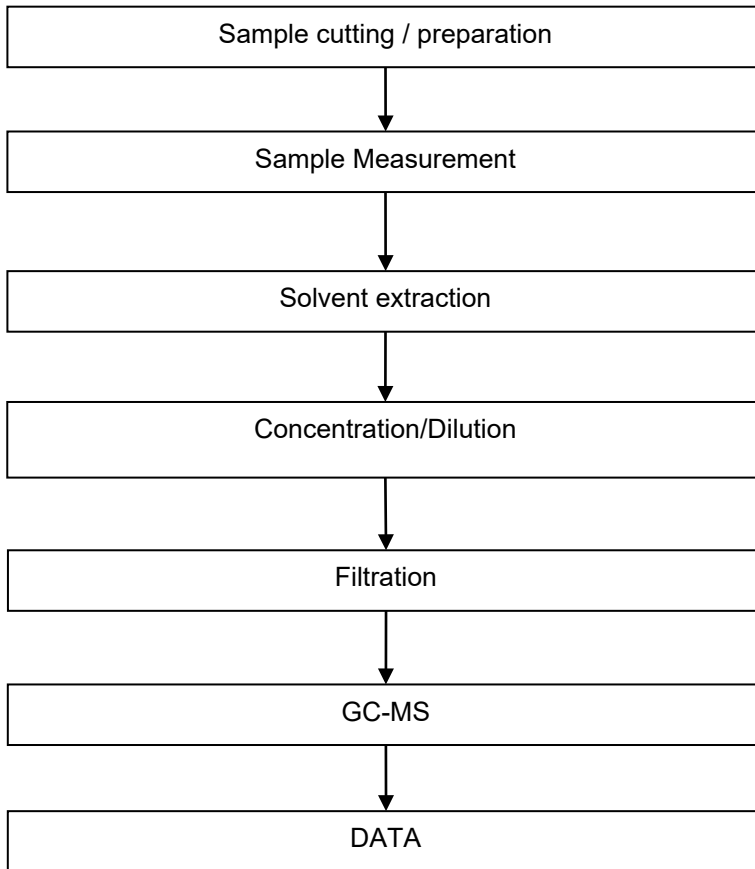 Sample cutting / preparation
Sample Measurement
Solvent extraction
Concentration/Dilution
Filtration
GC-MS
DATA